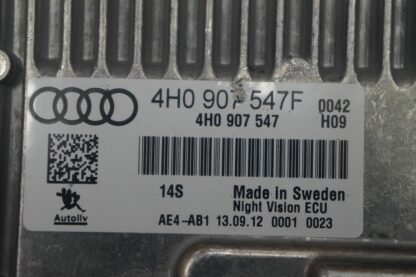 4H0 907 547F 0042
4H0 907 547 H09
14S Made in Sweden
Night Vision ECU
Autoliv AE4-AB1 13.09.12 0001 0023